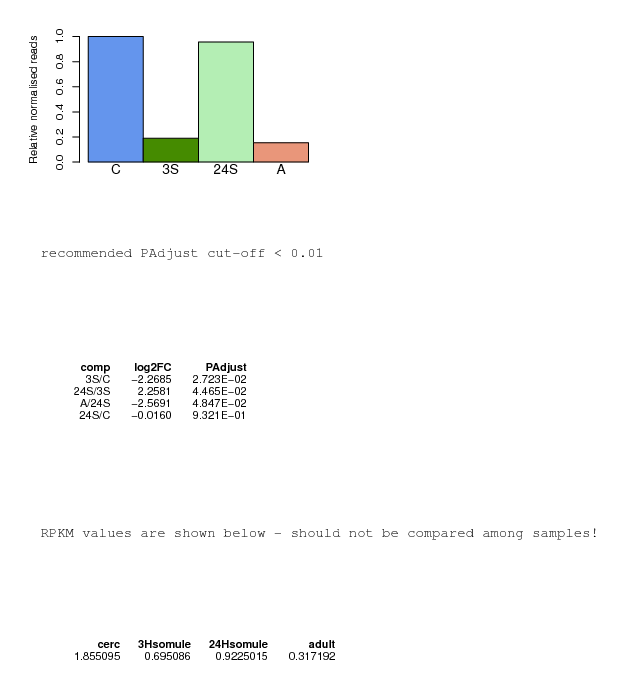 Relative normalised reads
1.0
0.8
0.6
0.4
0.2
0.0
C 3S 24S A
recommended PAdjust cut-off < 0.01
comp log2FC PAdjust
3S/C −2.2685 2.723E−02
24S/3S 2.2581 4.465E−02
A/24S −2.5691 4.847E−02
24S/C −0.0160 9.321E−01
RPKM values are shown below - should not be compared among samples!
cerc 3Hsomule 24Hsomule adult
1.855095 0.695086 0.9225015 0.317192